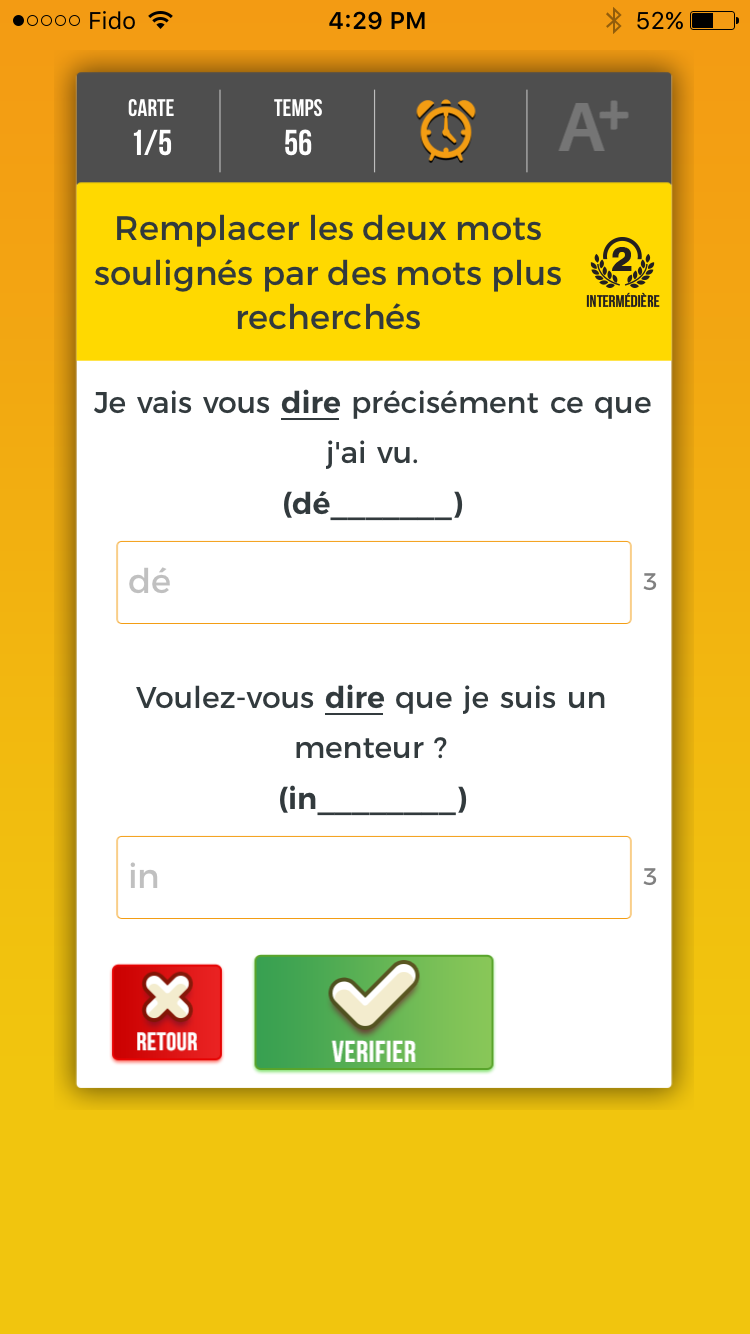 Fido 4:29 PM 52%
CARTE TEMPS
1/5 56 A+
Remplacer les deux mots
soulignés par des mots plus
recherchés
2
INTERMÉDIÈRE
Je vais vous dire précisément ce que
j'ai vu.
(dé_______)
dé 3
Voulez-vous dire que je suis un
menteur ?
(in________)
in 3
RETOUR VERIFIER